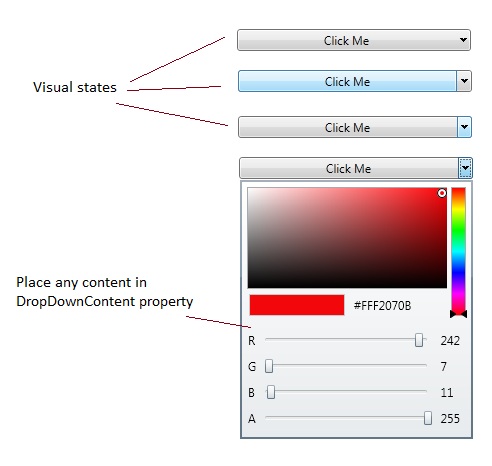 Click Me
Click Me
Visual states
Click Me
Click Me
Place any content in
DropDownContent property
#FFF2070B
R 242
G 7
B 11
A 255